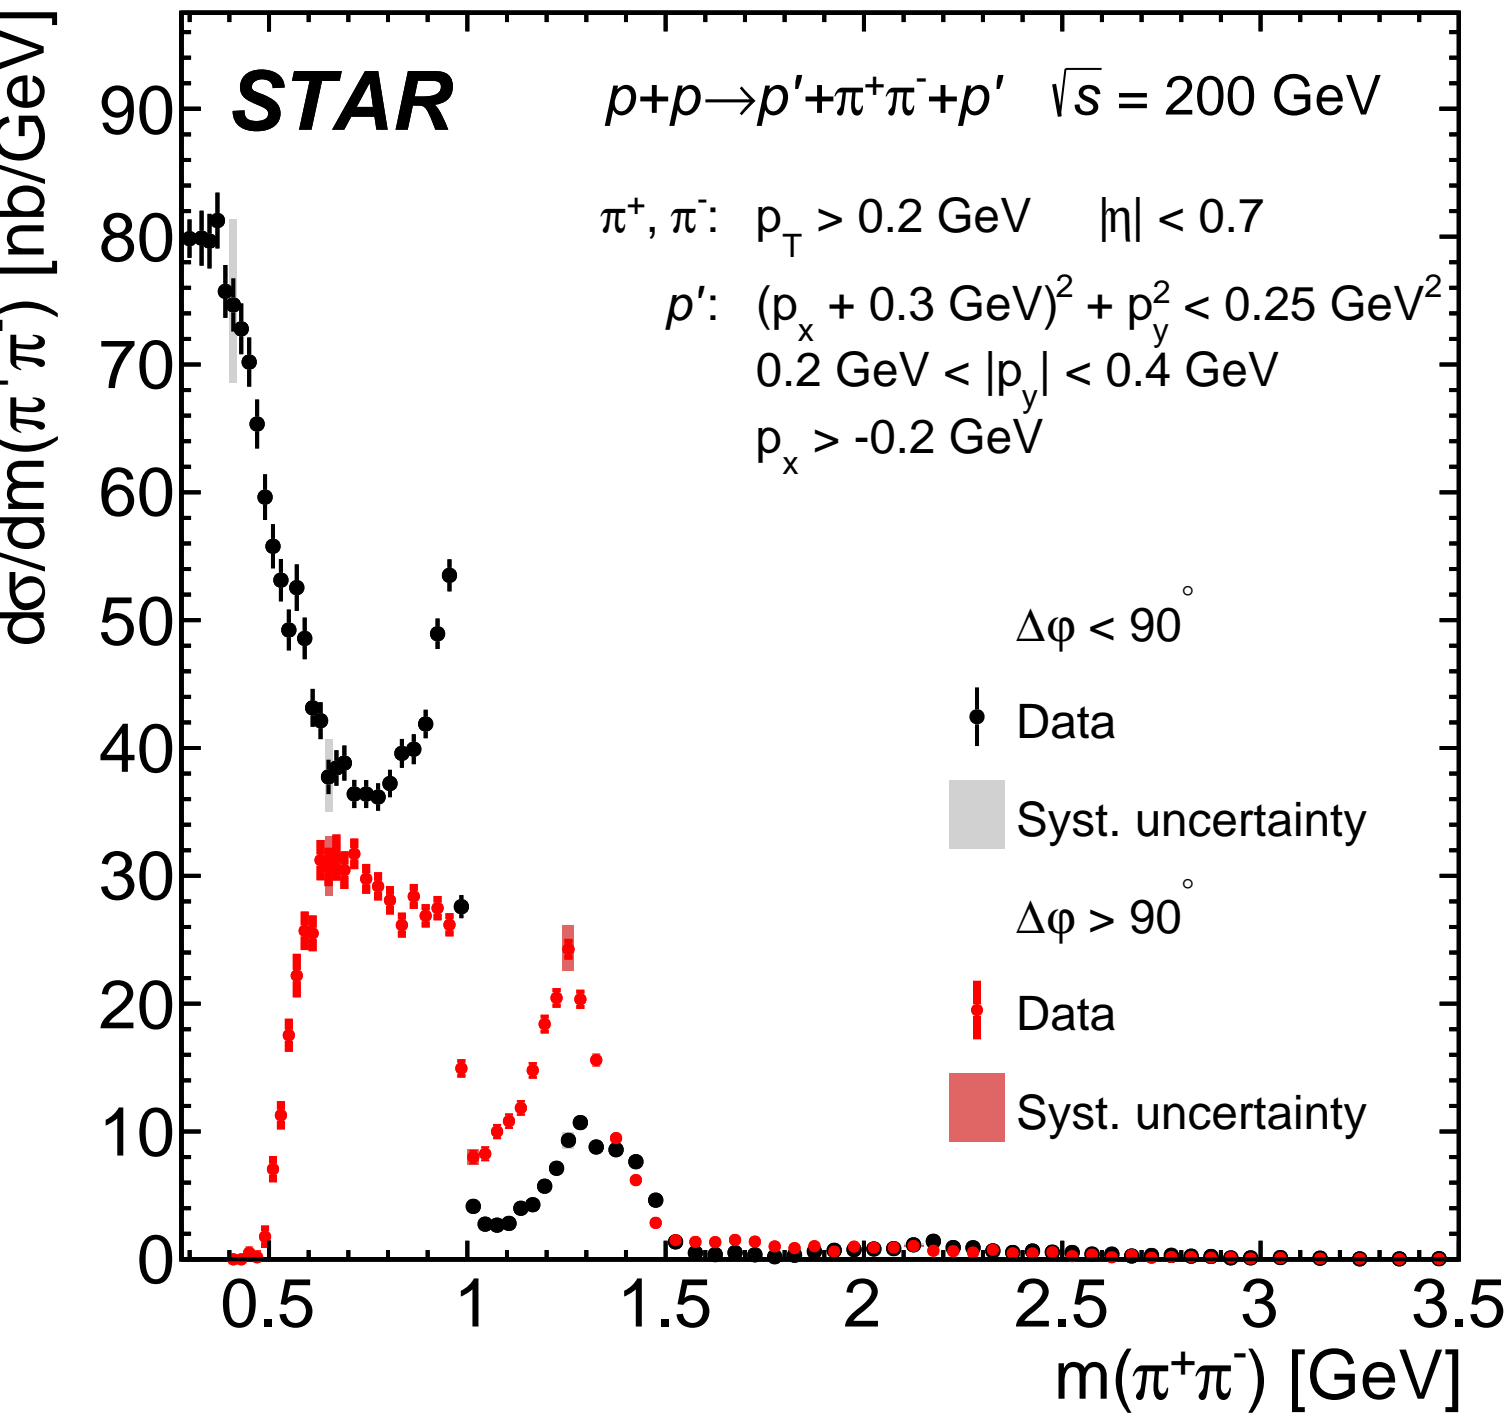 dσ/dm(π⁺π⁻) [nb/GeV]
STAR
p+p→p′+π⁺π⁻+p′ √s = 200 GeV
π⁺, π⁻: p_T > 0.2 GeV |η| < 0.7
p′: (p_x + 0.3 GeV)² + p_y² < 0.25 GeV²
0.2 GeV < |p_y| < 0.4 GeV
p_x > -0.2 GeV
Δφ < 90°
Data
Syst. uncertainty
Δφ > 90°
Data
Syst. uncertainty
90
80
70
60
50
40
30
20
10
0
0.5 1 1.5 2 2.5 3 3.5
m(π⁺π⁻) [GeV]